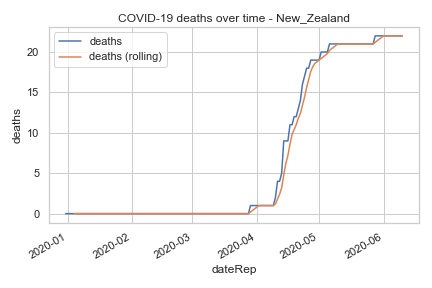 COVID-19 deaths over time - New_Zealand
deaths
deaths (rolling)
deaths
20
15
10
5
0
2020-01
2020-02
2020-03
2020-04
2020-05
2020-06
dateRep